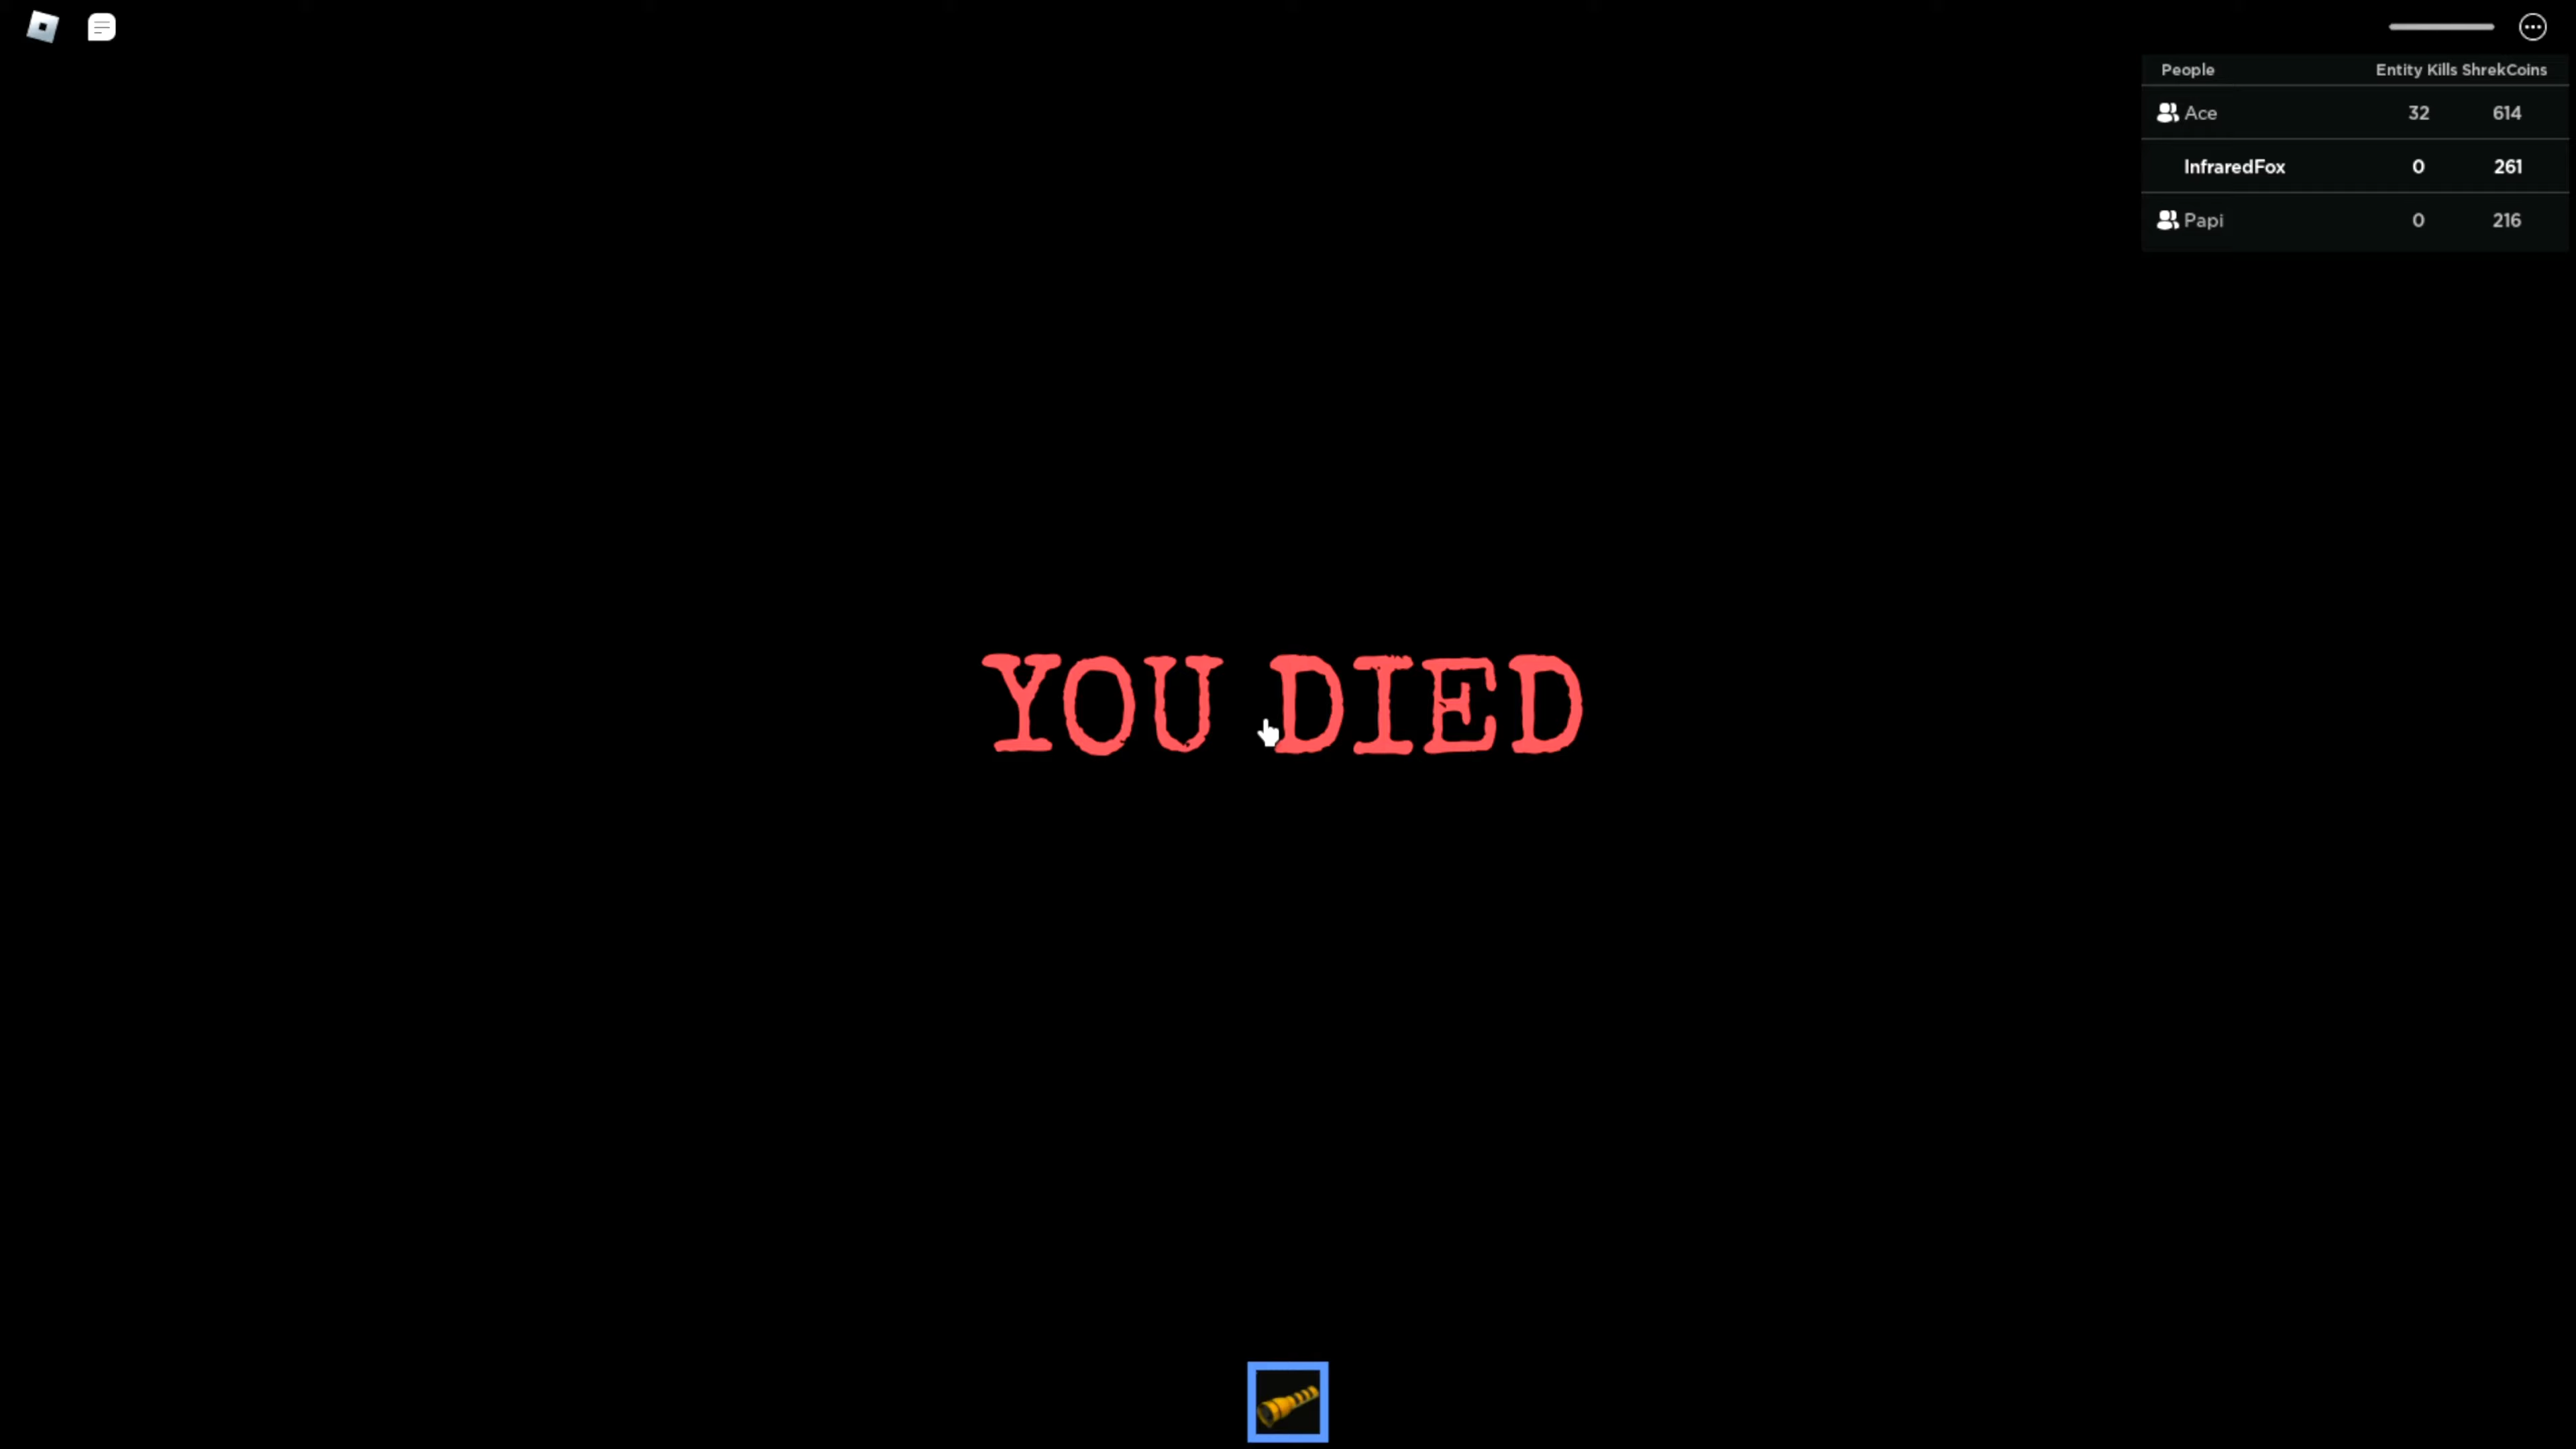 People Entity Kills ShrekCoins
Ace 32 614
InfraredFox 0 261
Papi 0 216
YOU DIED